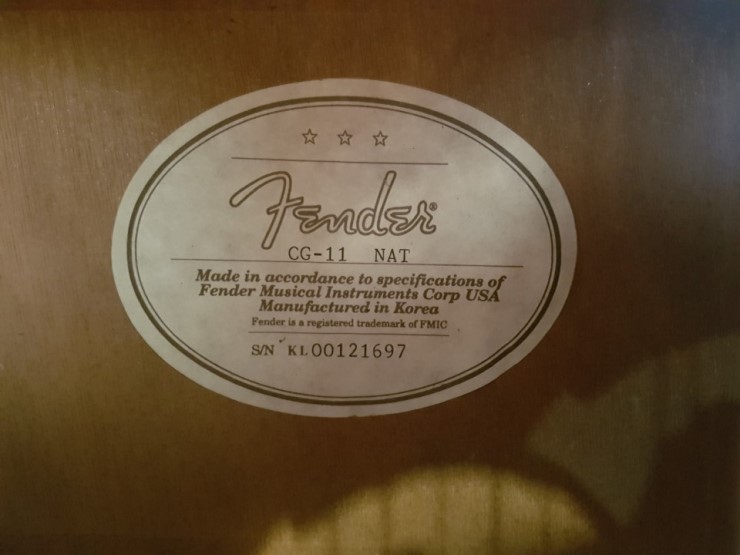 Fender®
CG-11 NAT
Made in accordance to specifications of
Fender Musical Instruments Corp USA
Manufactured in Korea
Fender is a registered trademark of FMIC
S/N KL00121697